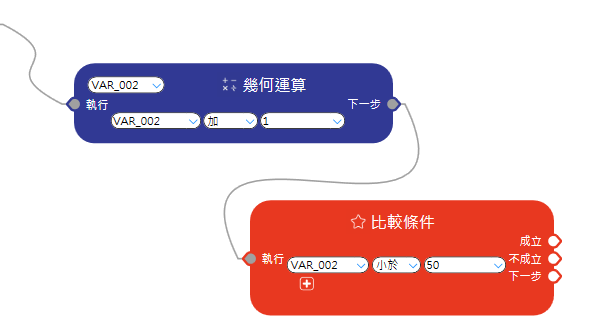 VAR_002
幾何運算
執行
下一步
VAR_002 加 1
比較條件
成立
執行
VAR_002 小於 50
不成立
下一步